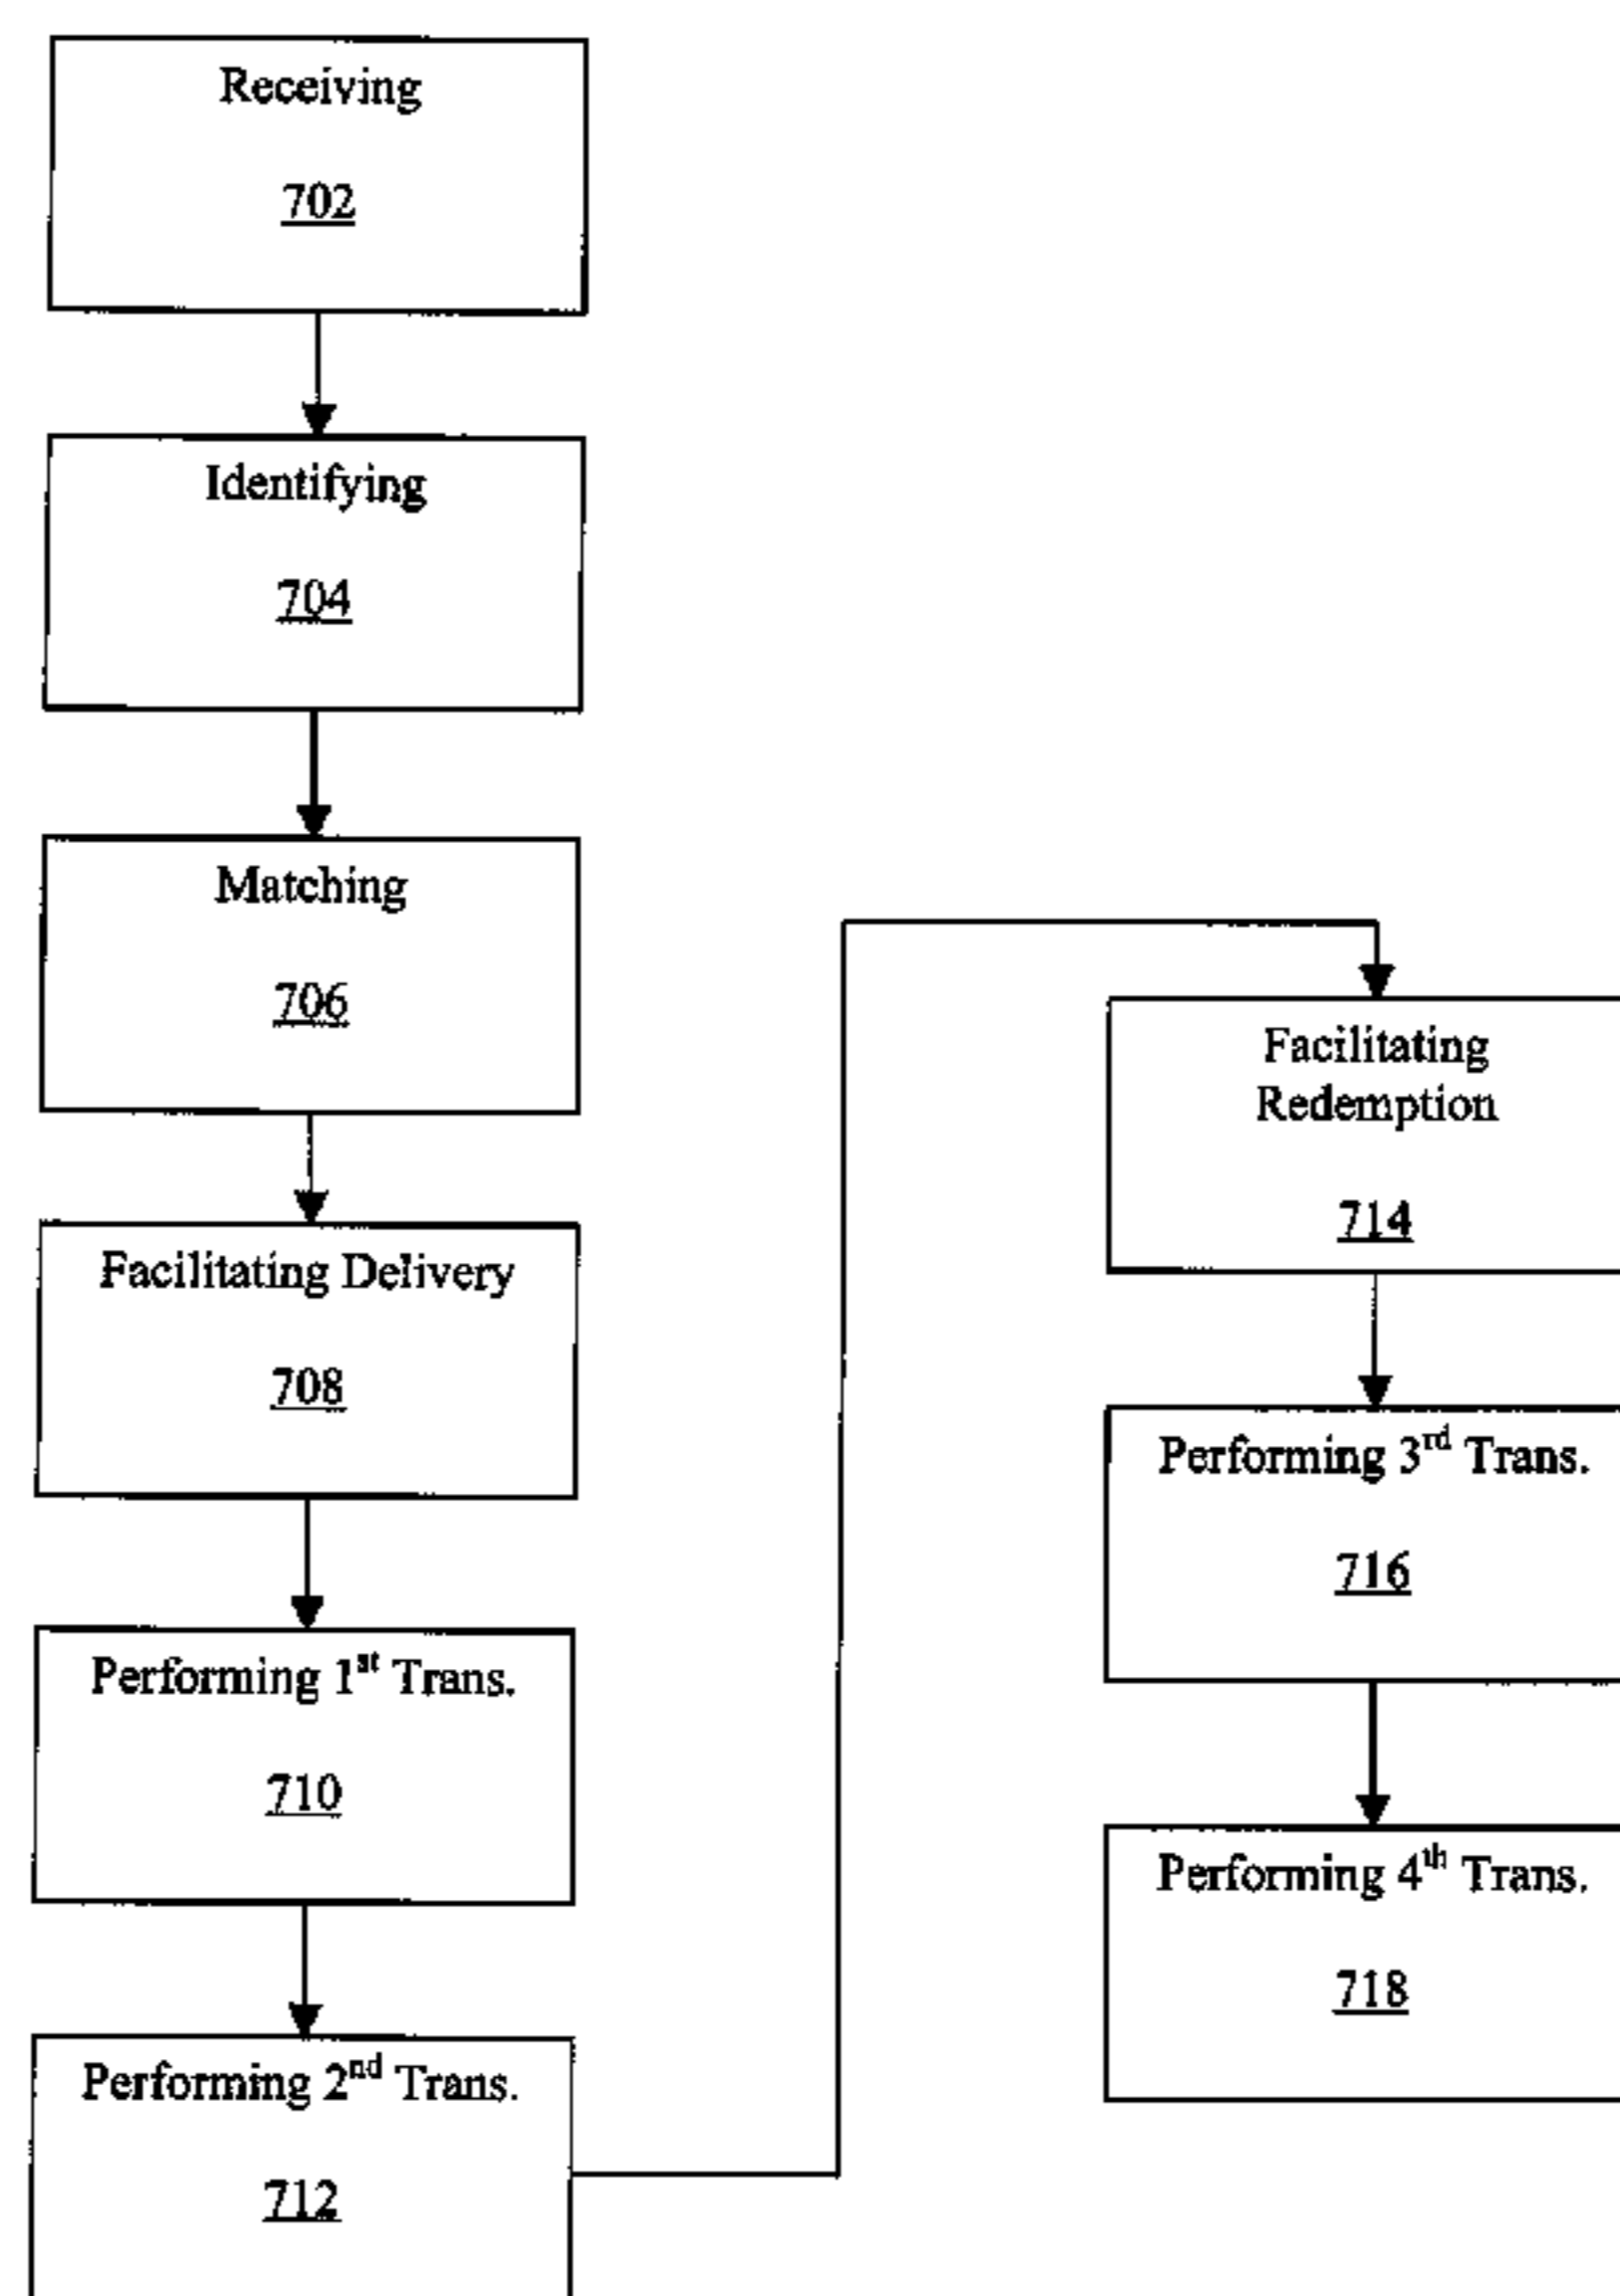 Receiving
702
Identifying
704
Matching
706
Facilitating Delivery
708
Performing 1st Trans.
710
Performing 2nd Trans.
712
Facilitating
Redemption
714
Performing 3rd Trans.
716
Performing 4th Trans.
718